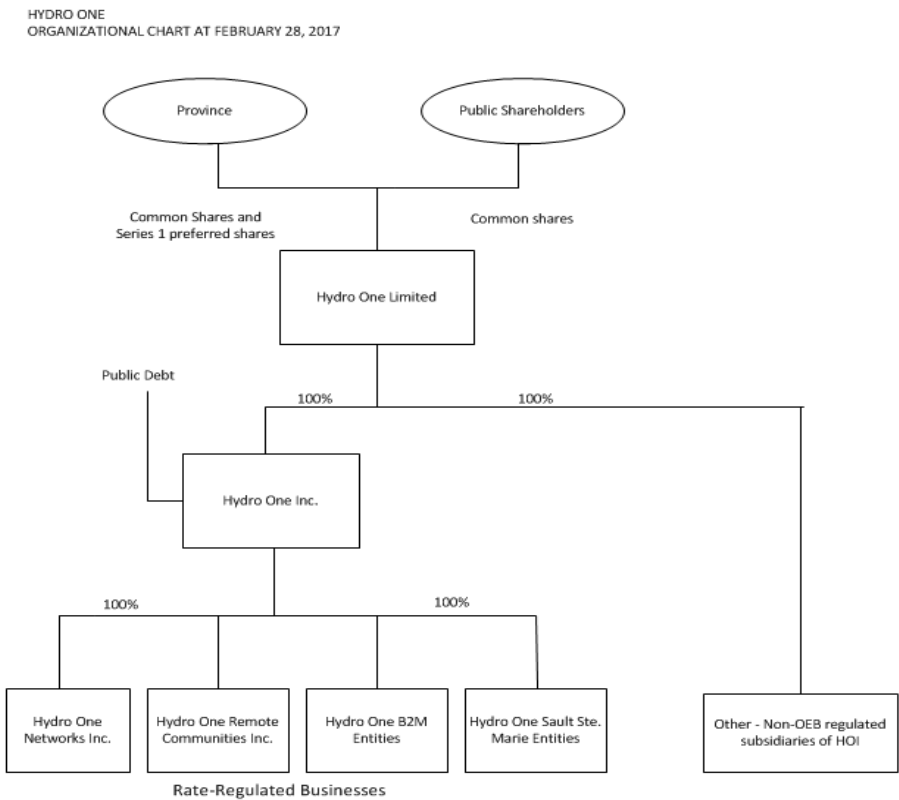 HYDRO ONE
ORGANIZATIONAL CHART AT FEBRUARY 28, 2017
Province
Public Shareholders
Common Shares and
Series 1 preferred shares
Common shares
Hydro One Limited
Public Debt
100%
100%
Hydro One Inc.
100%
100%
Hydro One
Networks Inc.
Hydro One Remote
Communities Inc.
Hydro One B2M
Entities
Hydro One Sault Ste.
Marie Entities
Other - Non-OEB regulated
subsidiaries of HOI
Rate-Regulated Businesses